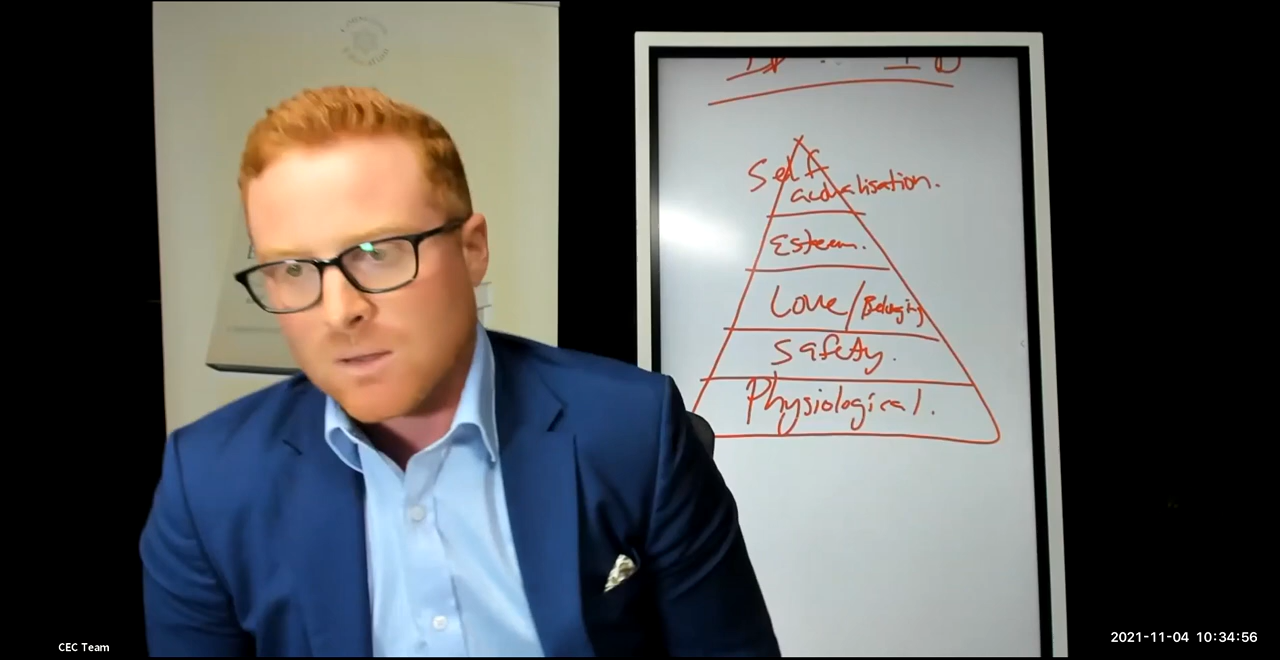 Self
actualisation.
Esteem.
Love/Belonging
Safety.
Physiological.
CEC Team
2021-11-04 10:34:56